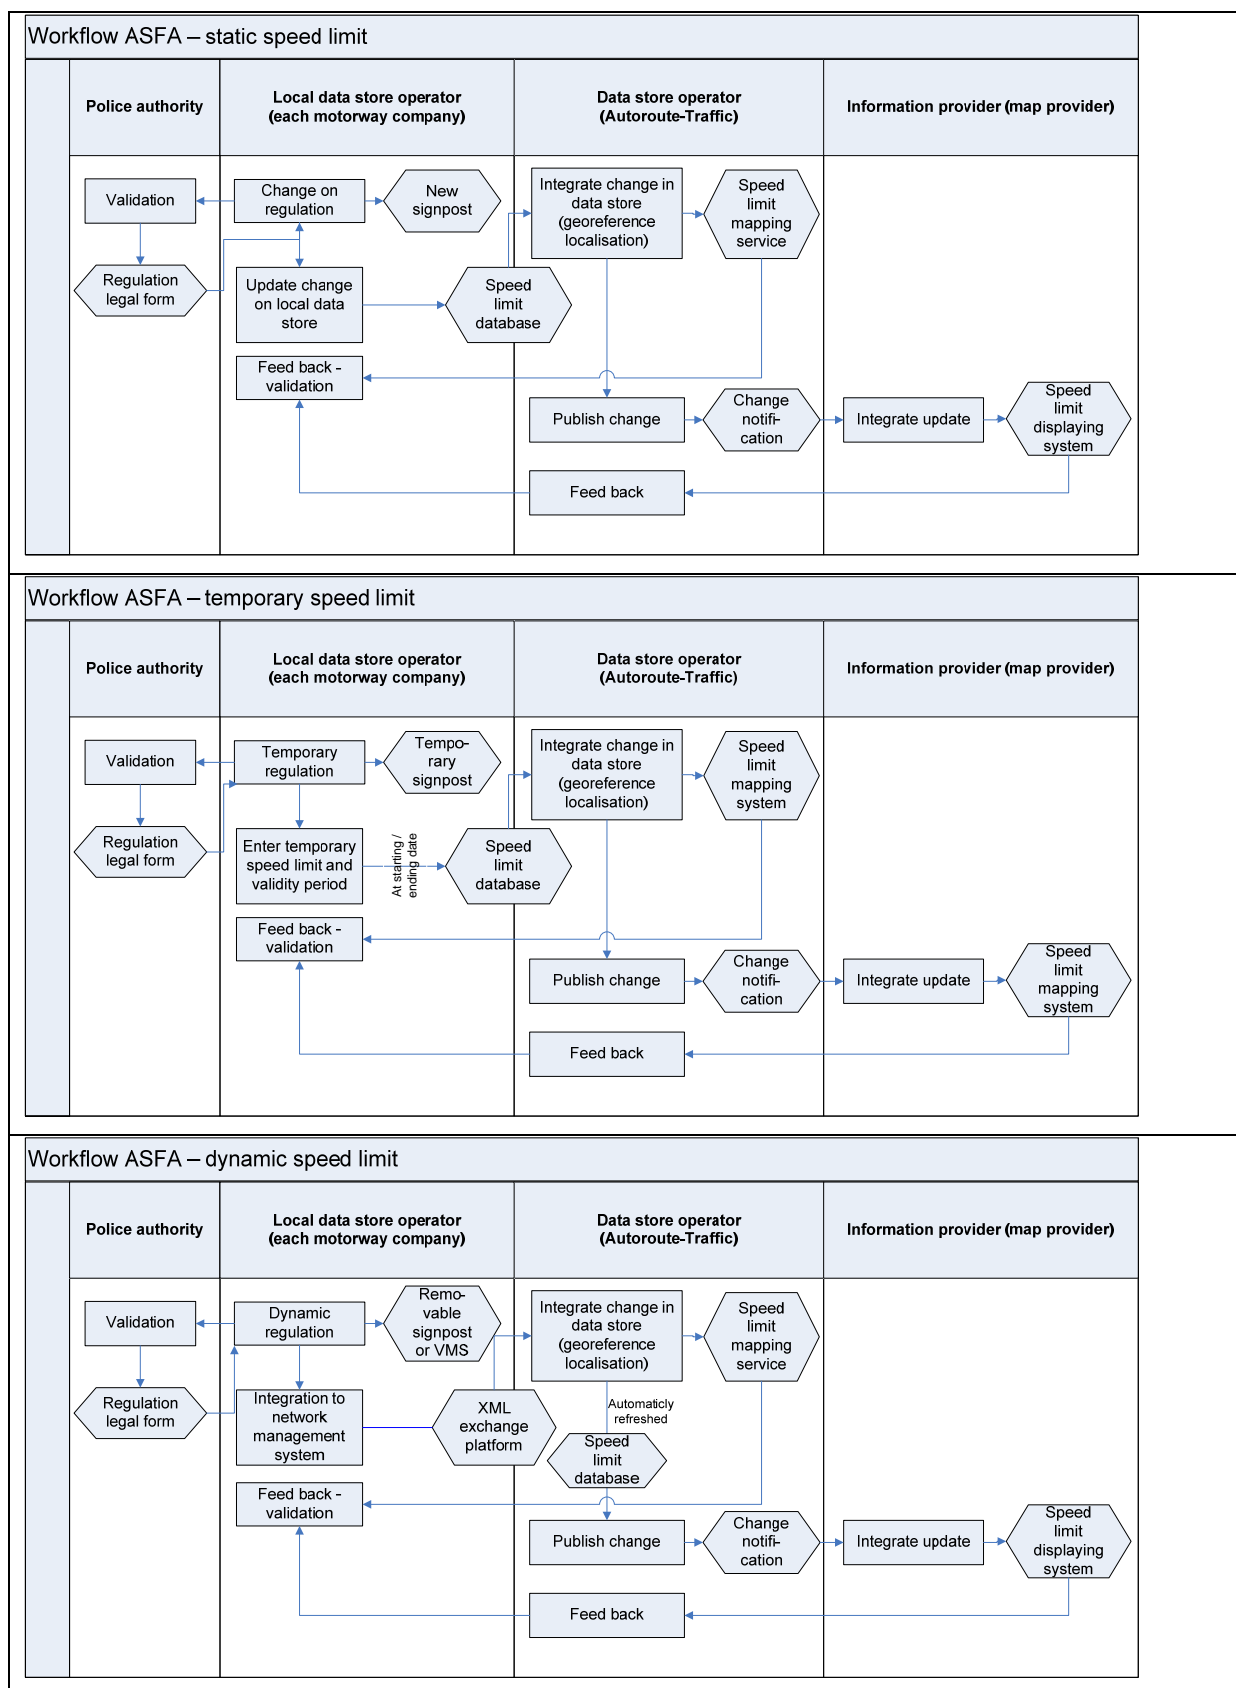 Workflow ASFA – static speed limit
Police authority
Local data store operator
(each motorway company)
Data store operator
(Autoroute-Traffic)
Information provider (map provider)
Validation
Change on
regulation
New
signpost
Integrate change in
data store
(georeference
localisation)
Speed
limit
mapping
service
Regulation
legal form
Update change
on local data
store
Speed
limit
database
Feed back -
validation
Publish change
Change
notifi-
cation
Integrate update
Speed
limit
displaying
system
Feed back
Workflow ASFA – temporary speed limit
Police authority
Local data store operator
(each motorway company)
Data store operator
(Autoroute-Traffic)
Information provider (map provider)
Validation
Temporary
regulation
Tempo-
rary
signpost
Integrate change in
data store
(georeference
localisation)
Speed
limit
mapping
system
Regulation
legal form
Enter temporary
speed limit and
validity period
At starting /
ending date
Speed
limit
database
Feed back -
validation
Publish change
Change
notifi-
cation
Integrate update
Speed
limit
mapping
system
Feed back
Workflow ASFA – dynamic speed limit
Police authority
Local data store operator
(each motorway company)
Data store operator
(Autoroute-Traffic)
Information provider (map provider)
Validation
Dynamic
regulation
Remo-
vable
signpost
or VMS
Integrate change in
data store
(georeference
localisation)
Speed
limit
mapping
service
Regulation
legal form
Integration to
network
management
system
XML
exchange
platform
Automaticly
refreshed
Speed
limit
database
Feed back -
validation
Publish change
Change
notifi-
cation
Integrate update
Speed
limit
displaying
system
Feed back